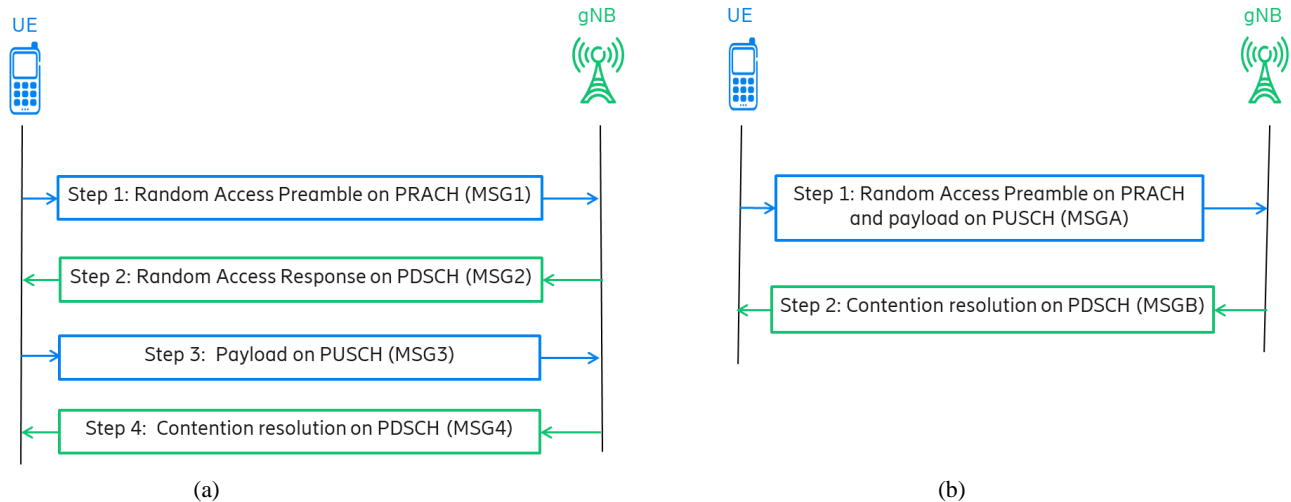 UE
gNB
Step 1: Random Access Preamble on PRACH (MSG1)
Step 2: Random Access Response on PDSCH (MSG2)
Step 3: Payload on PUSCH (MSG3)
Step 4: Contention resolution on PDSCH (MSG4)
(a)
UE
gNB
Step 1: Random Access Preamble on PRACH
and payload on PUSCH (MSGA)
Step 2: Contention resolution on PDSCH (MSGB)
(b)